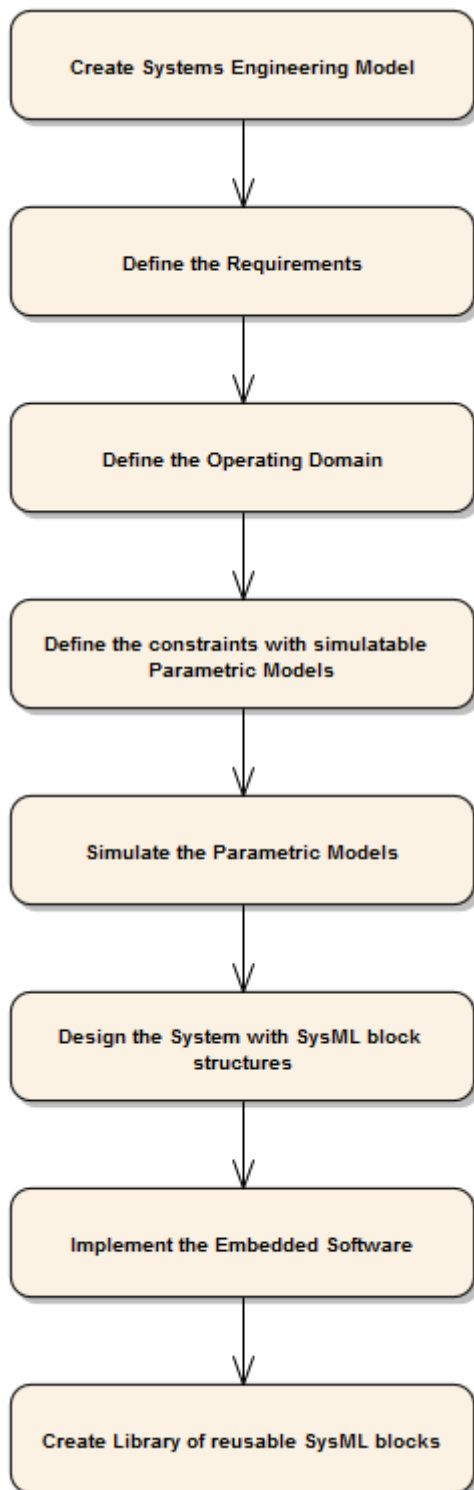 Create Systems Engineering Model
Define the Requirements
Define the Operating Domain
Define the constraints with simulatable
Parametric Models
Simulate the Parametric Models
Design the System with SysML block
structures
Implement the Embedded Software
Create Library of reusable SysML blocks